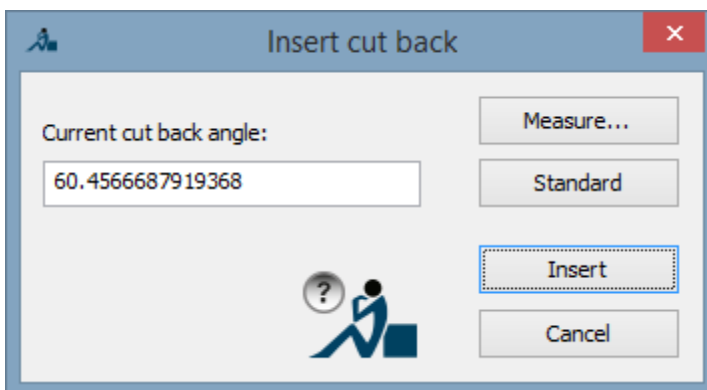 Insert cut back
Current cut back angle:
60.4566687919368
Measure...
Standard
?
Insert
Cancel